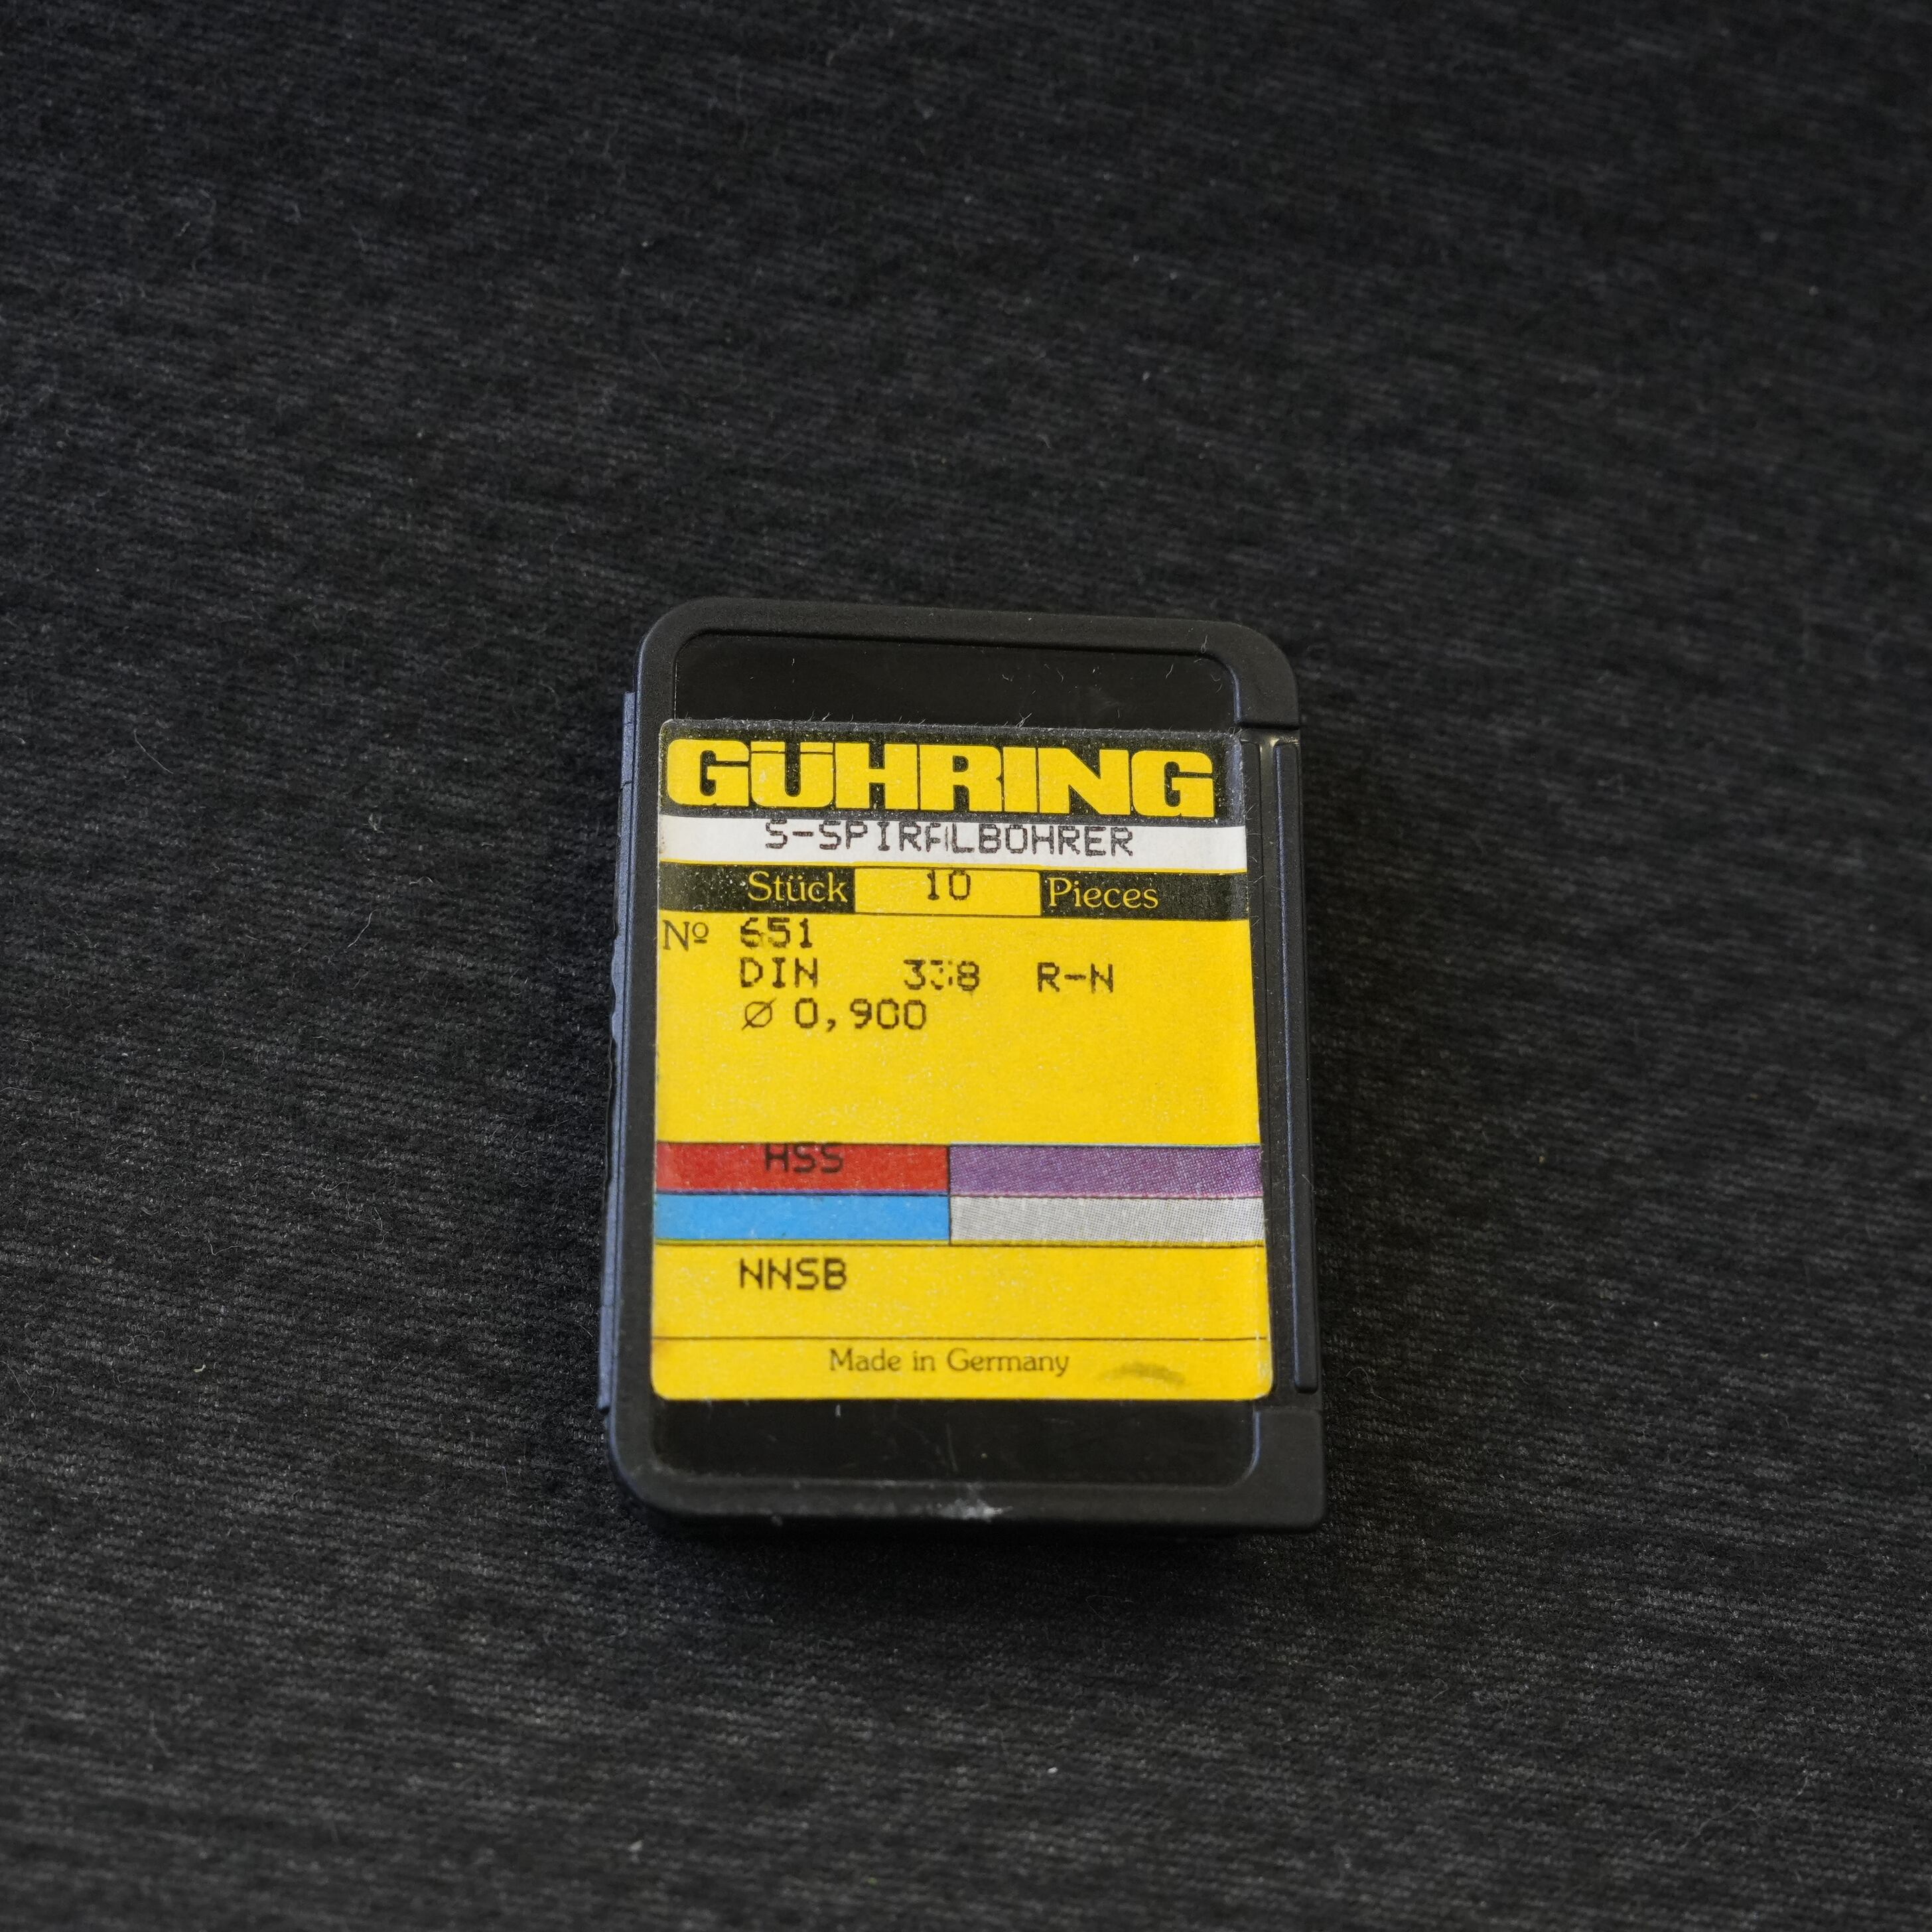 GÜHRING
S-SPIRALBOHRER
Stück 10 Pieces
Nº 651
DIN 338 R-N
Ø 0,900
HSS
NNSB
Made in Germany